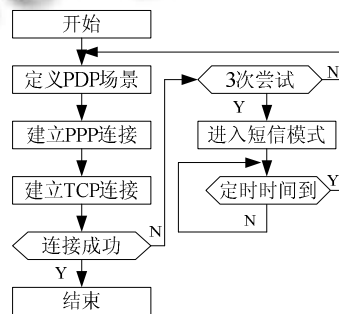 开始
定义PDP场景
建立PPP连接
建立TCP连接
连接成功
N
Y
结束
3次尝试
N
Y
进入短信模式
定时时间到
Y
N